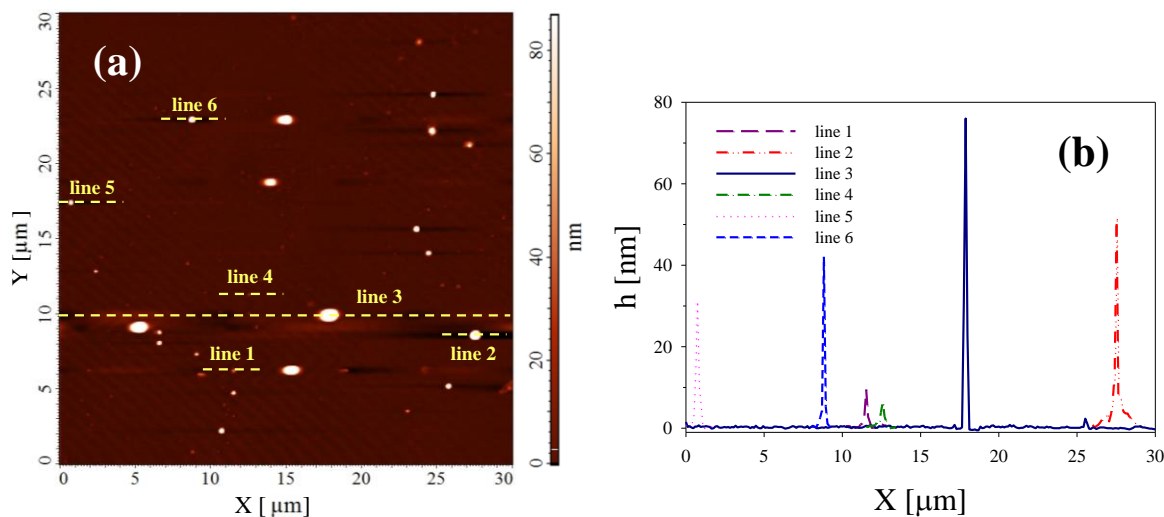 (a)
line 6
line 5
line 4
line 3
line 1
line 2
30
25
20
15
10
5
0
Y [µm]
0 5 10 15 20 25 30
X [ µm]
80
60
40
20
0
nm
(b)
line 1
line 2
line 3
line 4
line 5
line 6
80
60
40
20
0
h [nm]
0 5 10 15 20 25 30
X [µm]